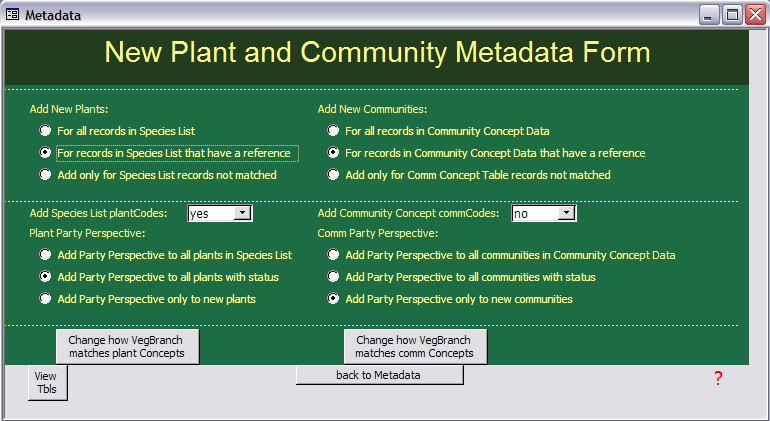 Metadata
New Plant and Community Metadata Form
Add New Plants:
For all records in Species List
For records in Species List that have a reference
Add only for Species List records not matched
Add New Communities:
For all records in Community Concept Data
For records in Community Concept Data that have a reference
Add only for Comm Concept Table records not matched
Add Species List plantCodes: yes
Plant Party Perspective:
Add Party Perspective to all plants in Species List
Add Party Perspective to all plants with status
Add Party Perspective only to new plants
Add Community Concept commCodes: no
Comm Party Perspective:
Add Party Perspective to all communities in Community Concept Data
Add Party Perspective to all communities with status
Add Party Perspective only to new communities
Change how VegBranch
matches plant Concepts
Change how VegBranch
matches comm Concepts
View
Tbls
back to Metadata
?